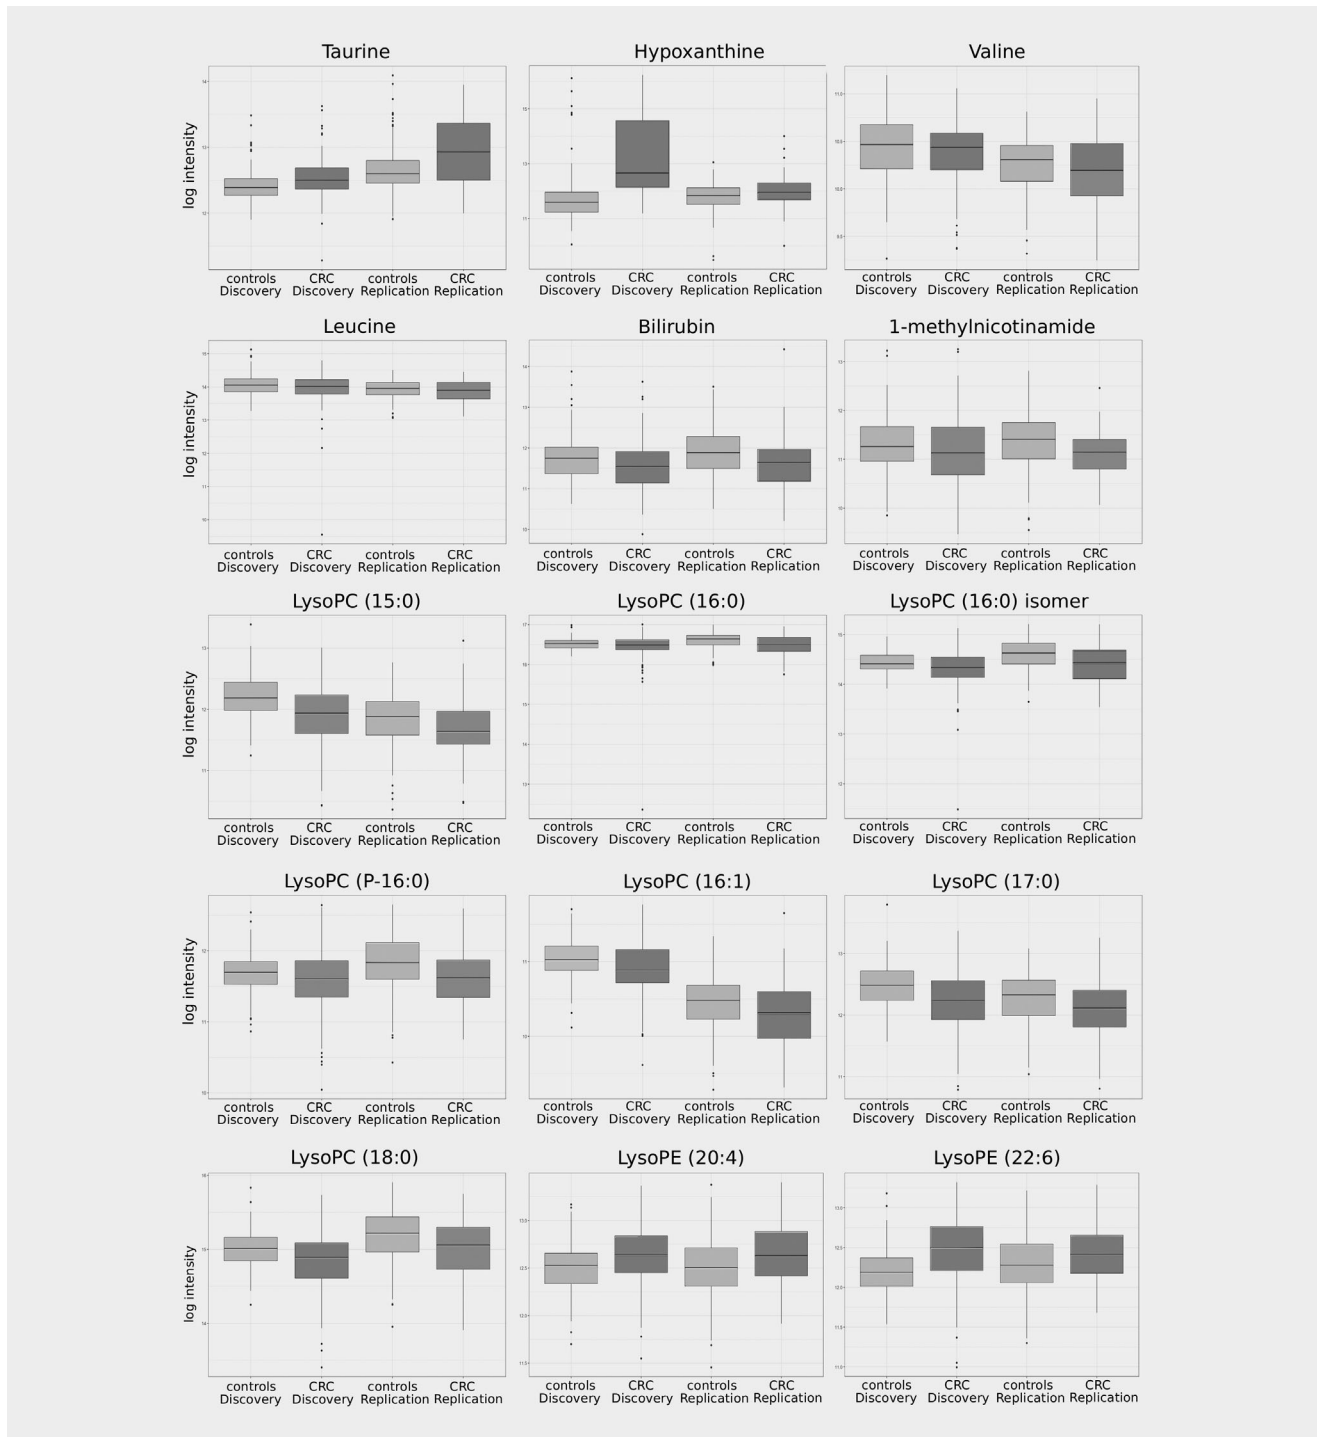 Taurine Hypoxanthine Valine
log intensity
controls CRC controls CRC controls CRC controls CRC controls CRC controls CRC
Discovery Discovery Replication Replication Discovery Discovery Replication Replication Discovery Discovery Replication Replication
Leucine Bilirubin 1-methylnicotinamide
log intensity
controls CRC controls CRC controls CRC controls CRC controls CRC controls CRC
Discovery Discovery Replication Replication Discovery Discovery Replication Replication Discovery Discovery Replication Replication
LysoPC (15:0) LysoPC (16:0) LysoPC (16:0) isomer
log intensity
controls CRC controls CRC controls CRC controls CRC controls CRC controls CRC
Discovery Discovery Replication Replication Discovery Discovery Replication Replication Discovery Discovery Replication Replication
LysoPC (P-16:0) LysoPC (16:1) LysoPC (17:0)
log intensity
controls CRC controls CRC controls CRC controls CRC controls CRC controls CRC
Discovery Discovery Replication Replication Discovery Discovery Replication Replication Discovery Discovery Replication Replication
LysoPC (18:0) LysoPE (20:4) LysoPE (22:6)
log intensity
controls CRC controls CRC controls CRC controls CRC controls CRC controls CRC
Discovery Discovery Replication Replication Discovery Discovery Replication Replication Discovery Discovery Replication Replication